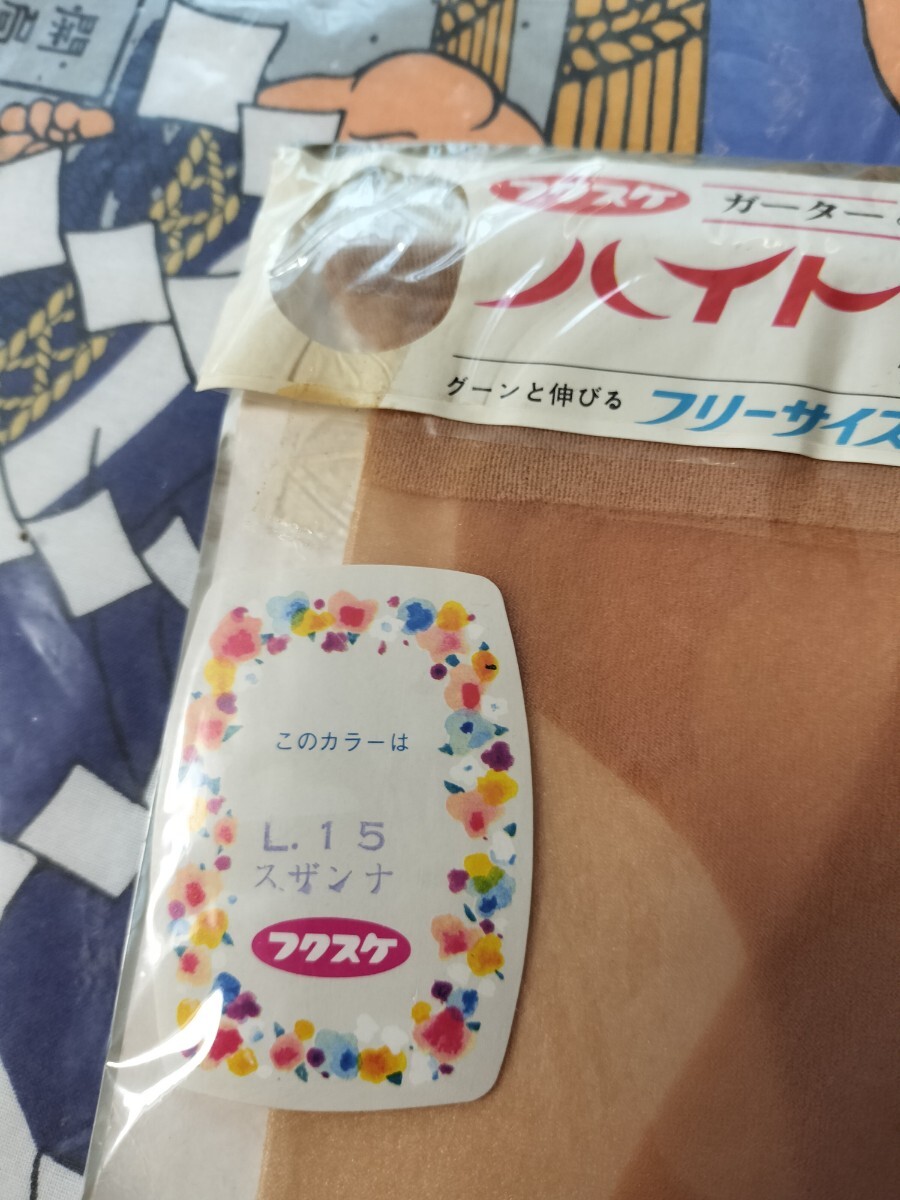 開
フクスケ
ガーター
ハイト
グーンと伸びる フリーサイズ
このカラーは
L.15
スザンナ
フクスケ